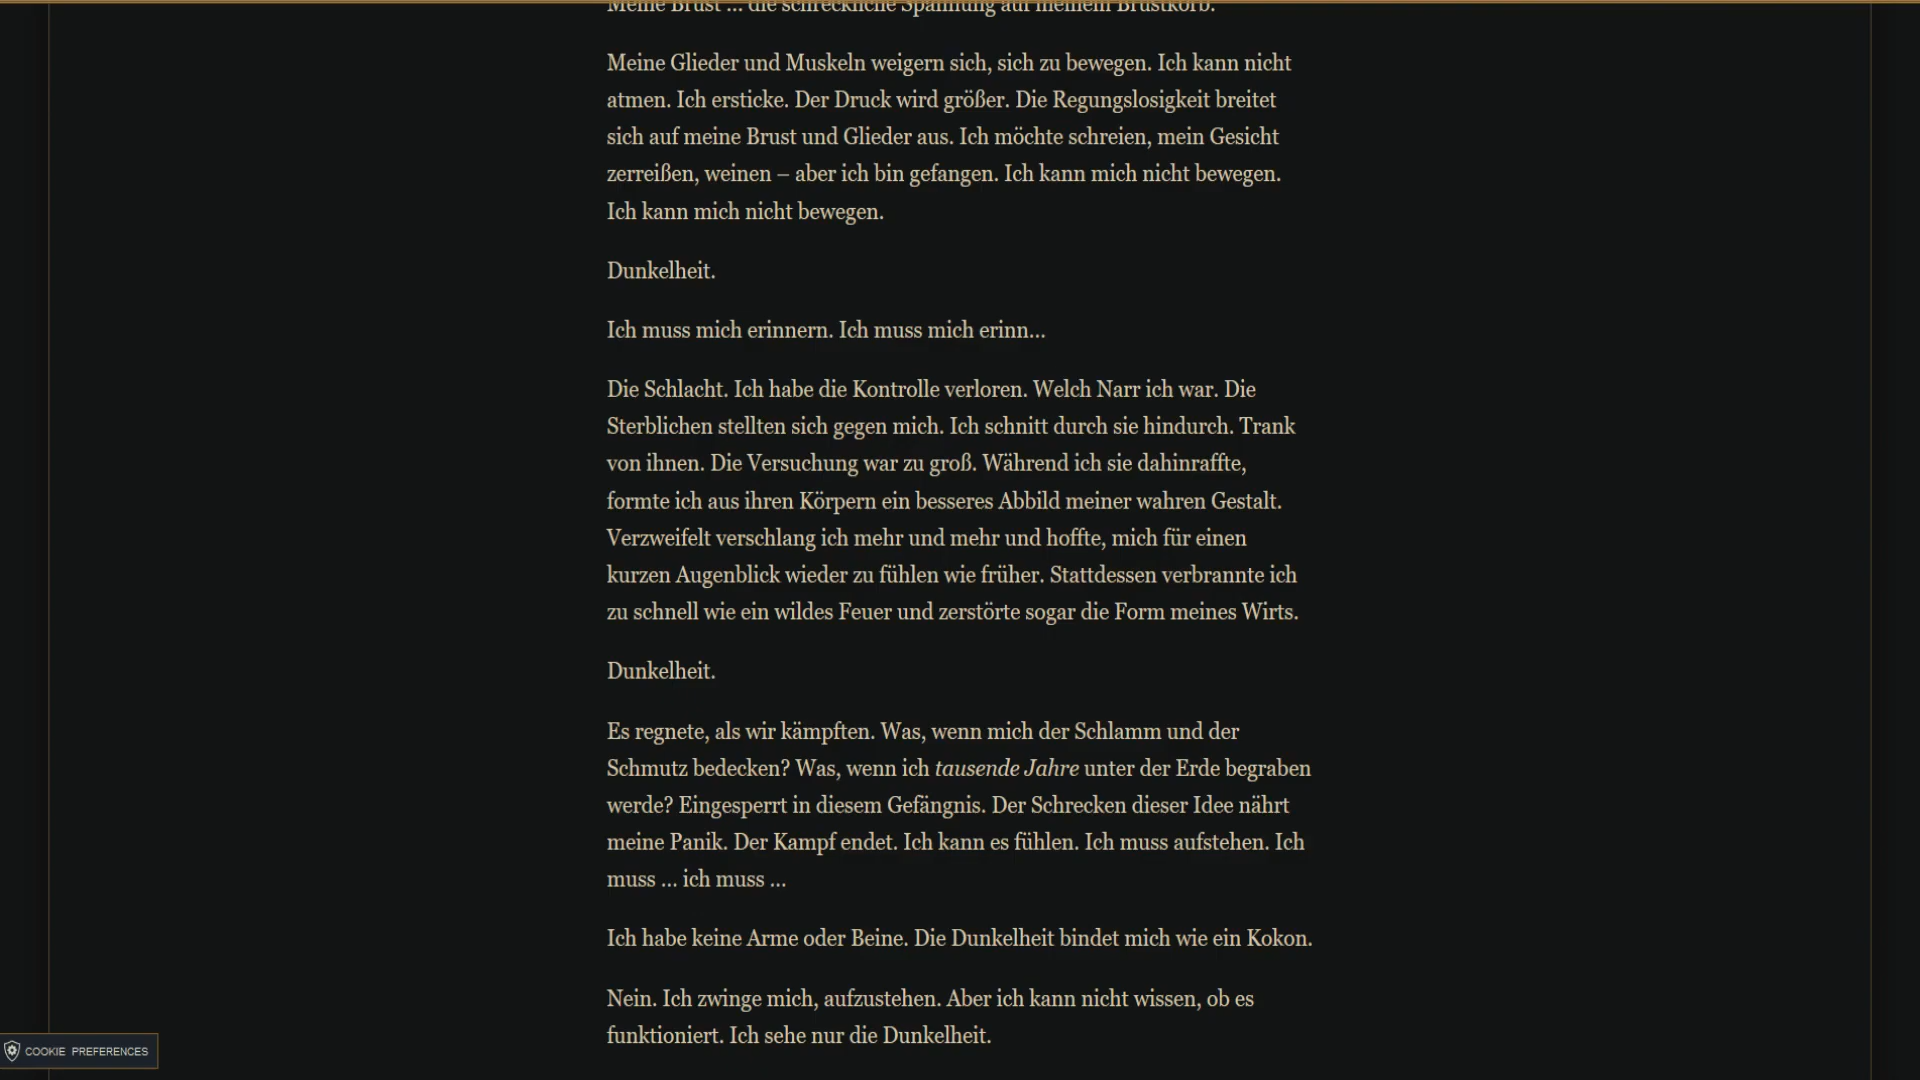 Meine Brust ... die schreckliche Spannung auf meinem Brustkorb.
Meine Glieder und Muskeln weigern sich, sich zu bewegen. Ich kann nicht
atmen. Ich ersticke. Der Druck wird größer. Die Regungslosigkeit breitet
sich auf meine Brust und Glieder aus. Ich möchte schreien, mein Gesicht
zerreißen, weinen – aber ich bin gefangen. Ich kann mich nicht bewegen.
Ich kann mich nicht bewegen.
Dunkelheit.
Ich muss mich erinnern. Ich muss mich erinn...
Die Schlacht. Ich habe die Kontrolle verloren. Welch Narr ich war. Die
Sterblichen stellten sich gegen mich. Ich schnitt durch sie hindurch. Trank
von ihnen. Die Versuchung war zu groß. Während ich sie dahinraffte,
formte ich aus ihren Körpern ein besseres Abbild meiner wahren Gestalt.
Verzweifelt verschlang ich mehr und mehr und hoffte, mich für einen
kurzen Augenblick wieder zu fühlen wie früher. Stattdessen verbrannte ich
zu schnell wie ein wildes Feuer und zerstörte sogar die Form meines Wirts.
Dunkelheit.
Es regnete, als wir kämpften. Was, wenn mich der Schlamm und der
Schmutz bedecken? Was, wenn ich tausende Jahre unter der Erde begraben
werde? Eingesperrt in diesem Gefängnis. Der Schrecken dieser Idee nährt
meine Panik. Der Kampf endet. Ich kann es fühlen. Ich muss aufstehen. Ich
muss ... ich muss ...
Ich habe keine Arme oder Beine. Die Dunkelheit bindet mich wie ein Kokon.
Nein. Ich zwinge mich, aufzustehen. Aber ich kann nicht wissen, ob es
funktioniert. Ich sehe nur die Dunkelheit.
COOKIE PREFERENCES